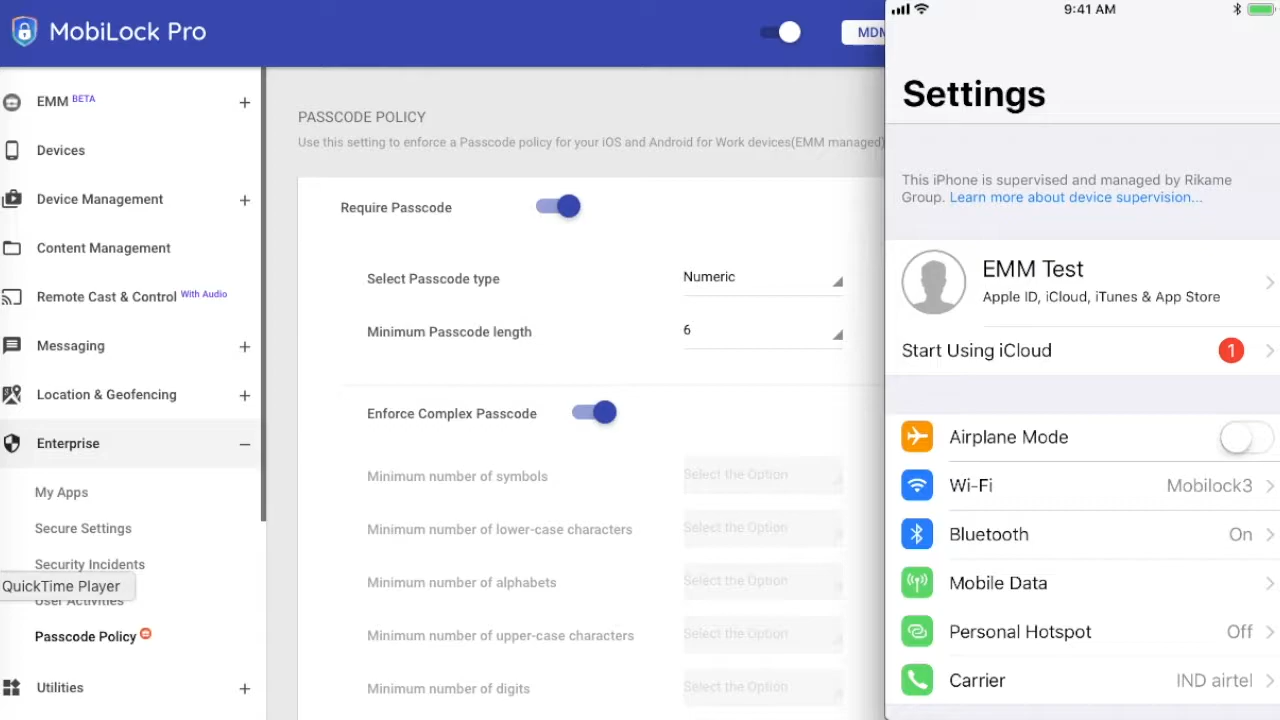 MobiLock Pro
EMM BETA
Devices
Device Management
Content Management
Remote Cast & Control With Audio
Messaging
Location & Geofencing
Enterprise
My Apps
Secure Settings
Security Incidents
QuickTime Player
User Activities
Passcode Policy
Utilities
MDM
PASSCODE POLICY
Use this setting to enforce a Passcode policy for your iOS and Android for Work devices(EMM managed)
Require Passcode
Select Passcode type Numeric
Minimum Passcode length 6
Enforce Complex Passcode
Minimum number of symbols Select the Option
Minimum number of lower-case characters Select the Option
Minimum number of alphabets Select the Option
Minimum number of upper-case characters Select the Option
Minimum number of digits Select the Option
9:41 AM
Settings
This iPhone is supervised and managed by Rikame
Group. Learn more about device supervision...
EMM Test
Apple ID, iCloud, iTunes & App Store
Start Using iCloud 1
Airplane Mode
Wi-Fi Mobilock3
Bluetooth On
Mobile Data
Personal Hotspot Off
Carrier IND airtel